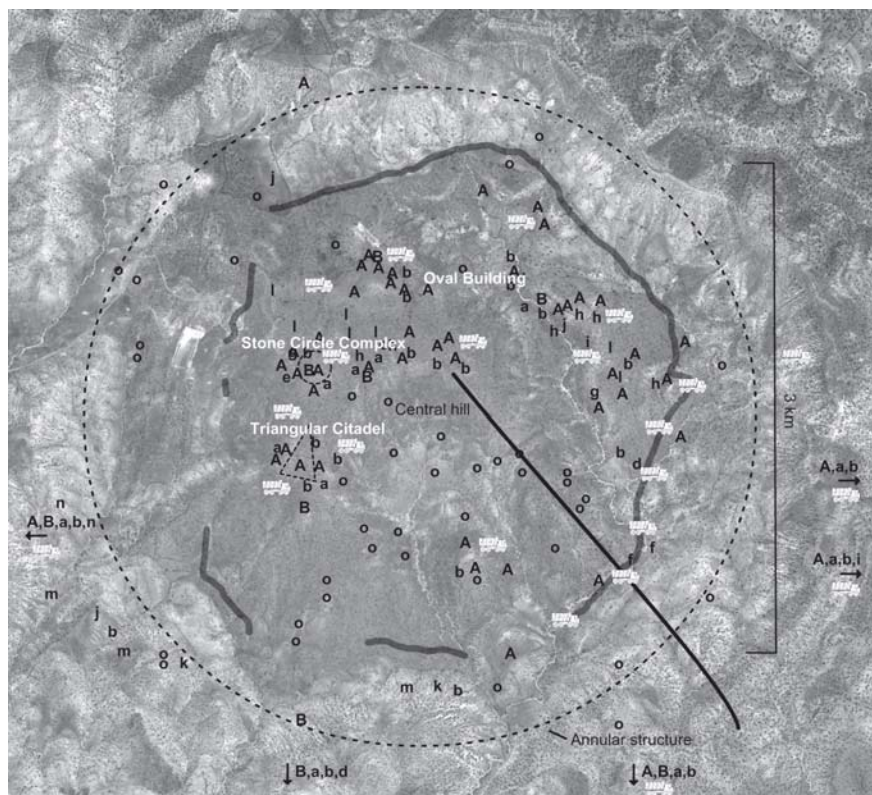 A
o
j
o
o
o
A
A
A
o
A B
A A
A b
A
b
A
o
b
A
b
A
A b
Oval Building
o
o
o
l
l
a
B
b
A A A
h h
h j
l l A l A
Stone Circle Complex
i l A
A
o
o
e A B A a
A
h a A b
a A B
A A
b A b
A b
A l
A
g
A
h A
o
o o
Central hill
Triangular Citadel
3 km
a A o
A A A
b
b a
B
o
b
d
A
A,a,b
n
A,B,a,b,n
f f
A,a,b,i
A
A A
b o
A
m
j
b
m
k
o
o
A
m k b o
B
o
Annular structure
B,a,b,d
A,B,a,b